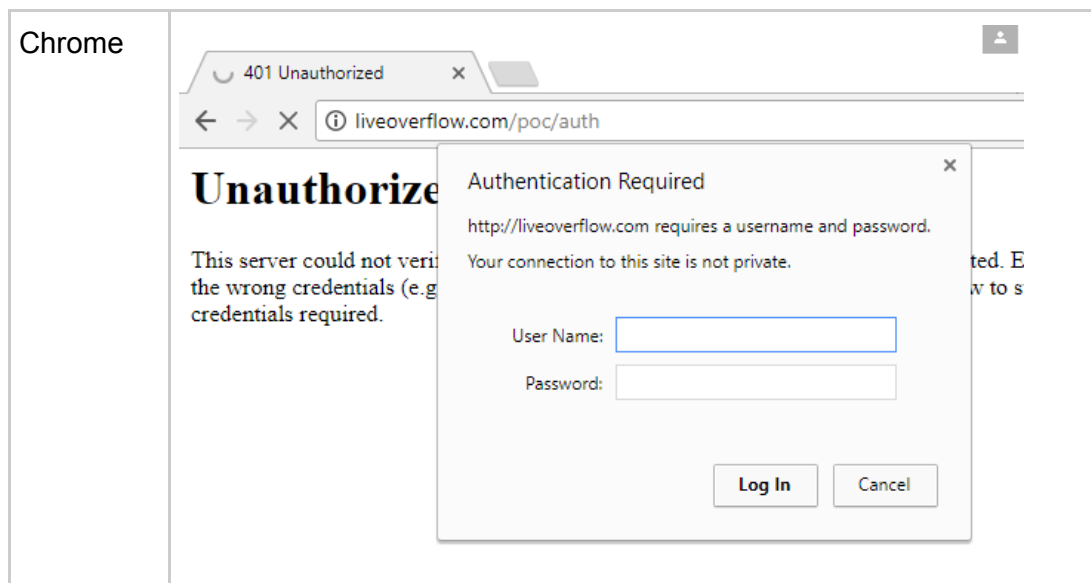 Chrome
401 Unauthorized
liveoverflow.com/poc/auth
Authentication Required
http://liveoverflow.com requires a username and password.
Your connection to this site is not private.
User Name:
Password:
Log In
Cancel
Unauthorize
This server could not verif ted. E
the wrong credentials (e.g w to s
credentials required.